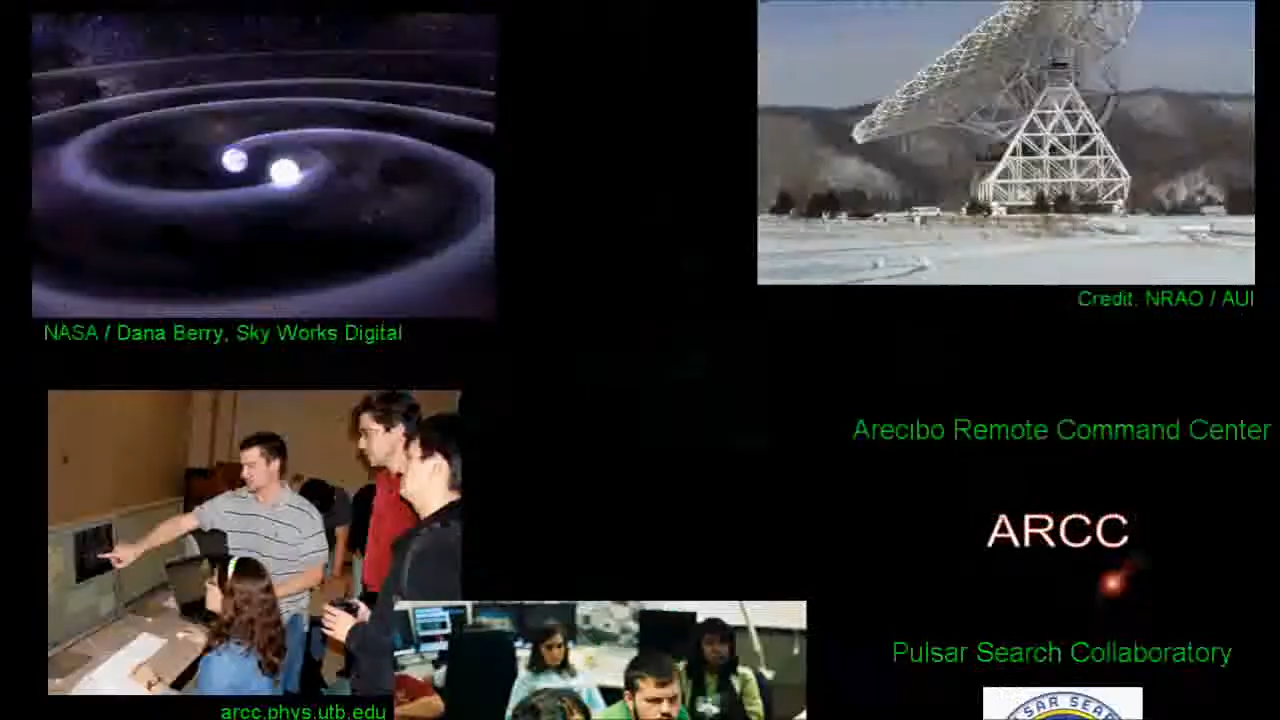 NASA / Dana Berry, Sky Works Digital
Credit: NRAO / AUI
Arecibo Remote Command Center
ARCC
Pulsar Search Collaboratory
arcc.phys.utb.edu